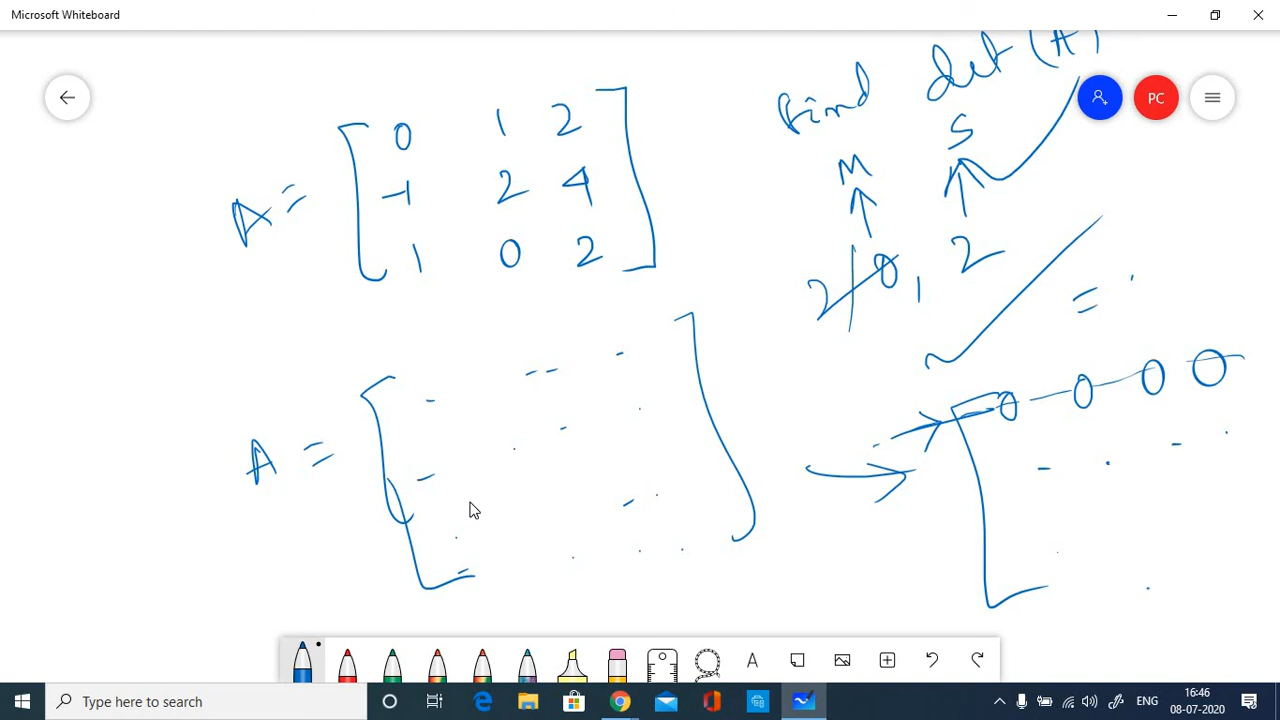 Microsoft Whiteboard
Find det (A)
PC
A = [ 0 1 2
-1 2 4
1 0 2 ]
M S
2 0, 1 2
=
0 0 0 0
A =
A
Type here to search
ENG
16:46
08-07-2020